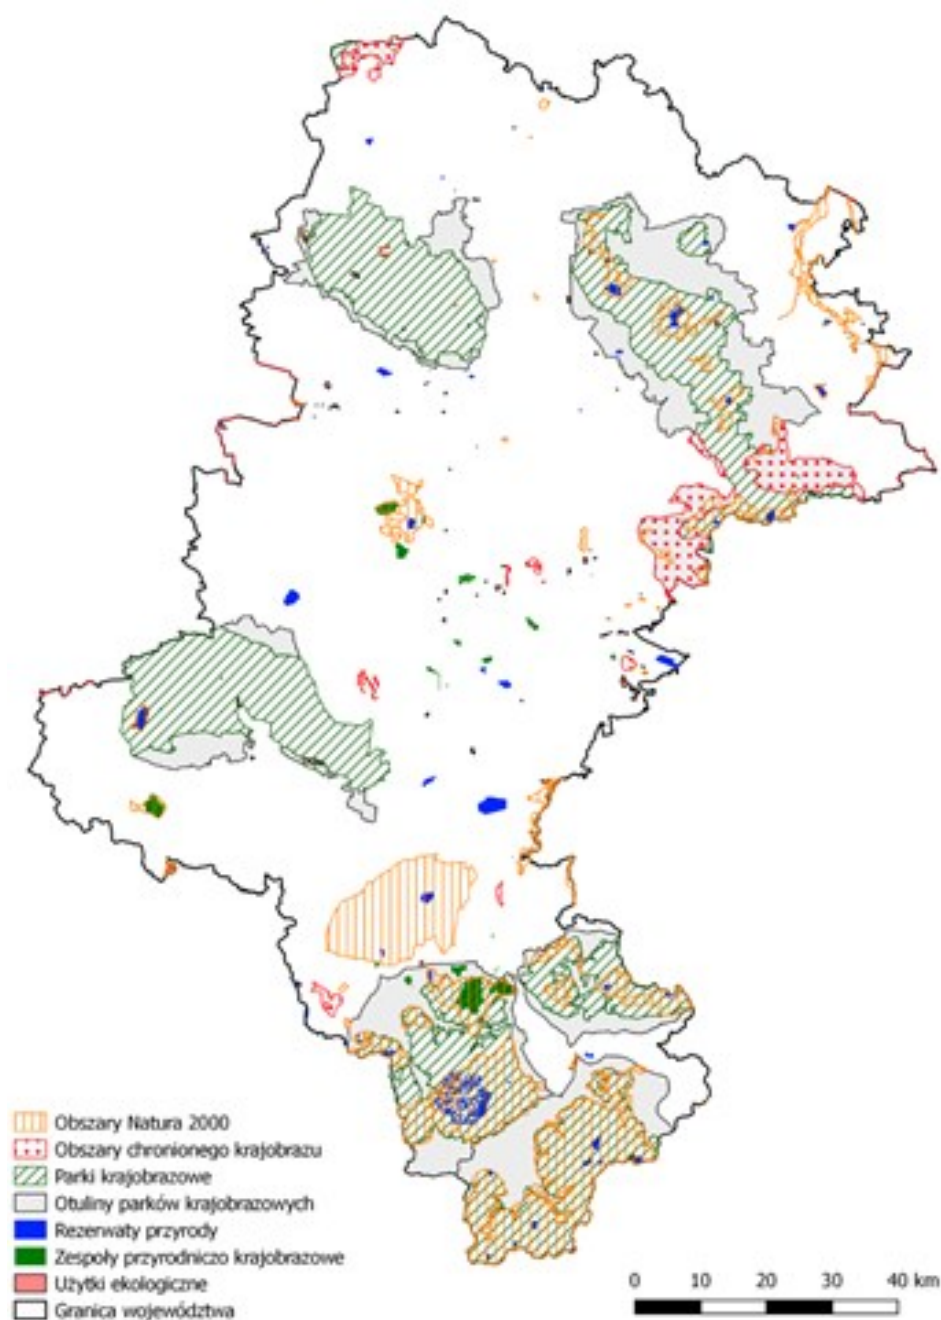 Obszary Natura 2000
Obszary chronionego krajobrazu
Parki krajobrazowe
Otuliny parków krajobrazowych
Rezerwaty przyrody
Zespoły przyrodniczo krajobrazowe
Użytki ekologiczne
Granica województwa
0 10 20 30 40 km